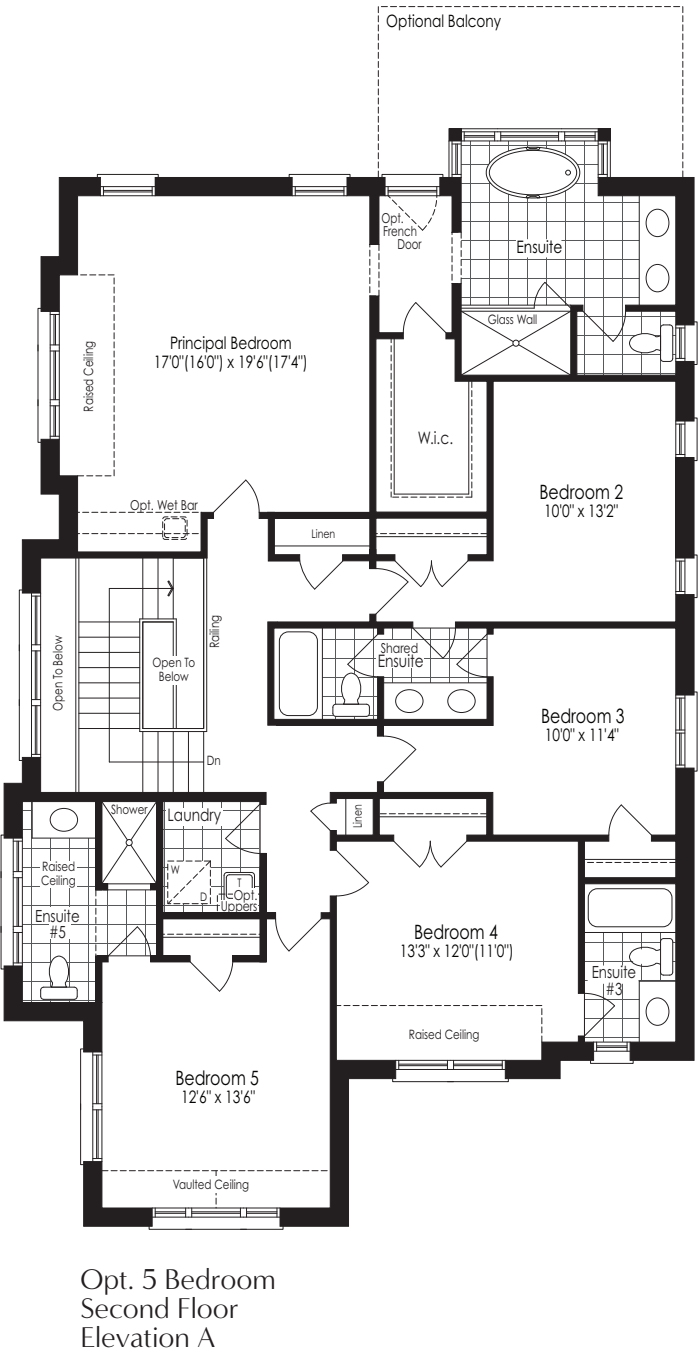 Optional Balcony
Opt.
French
Door
Ensuite
Glass Wall
Principal Bedroom
17'0"(16'0") x 19'6"(17'4")
Raised Ceiling
W.i.c.
Bedroom 2
10'0" x 13'2"
Opt. Wet Bar
Linen
Railing
Open To Below
Open To
Below
Shared
Ensuite
Bedroom 3
10'0" x 11'4"
Dn
Shower
Laundry
Linen
Raised
Ceiling
W
D
T
Opt.
Uppers
Ensuite
#5
Bedroom 4
13'3" x 12'0"(11'0")
Ensuite
#3
Raised Ceiling
Bedroom 5
12'6" x 13'6"
Vaulted Ceiling
Opt. 5 Bedroom
Second Floor
Elevation A